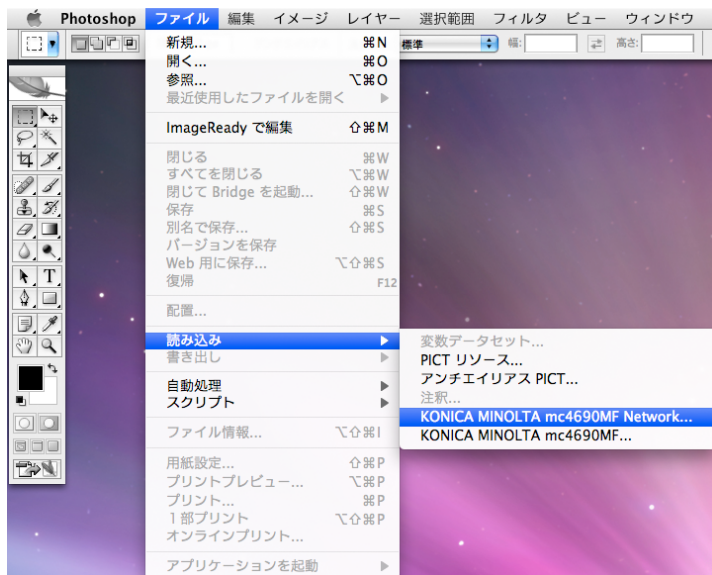 Photoshop ファイル 編集 イメージ レイヤー 選択範囲 フィルタ ビュー ウィンドウ
標準 幅: 高さ:
新規... ⌘N
開く... ⌘O
参照... ⌥⌘O
最近使用したファイルを開く ▶
ImageReady で編集 ⇧⌘M
閉じる ⌘W
すべてを閉じる ⌥⌘W
閉じて Bridge を起動... ⇧⌘W
保存 ⌘S
別名で保存... ⇧⌘S
バージョンを保存
Web 用に保存... ⌥⇧⌘S
復帰 F12
配置...
読み込み ▶
書き出し ▶
自動処理 ▶
スクリプト ▶
ファイル情報... ⌥⇧⌘I
用紙設定... ⇧⌘P
プリントプレビュー... ⌥⌘P
プリント... ⌘P
1 部プリント ⌥⇧⌘P
オンラインプリント...
アプリケーションを起動 ▶
変数データセット...
PICT リソース...
アンチエイリアス PICT...
注釈...
KONICA MINOLTA mc4690MF Network...
KONICA MINOLTA mc4690MF...